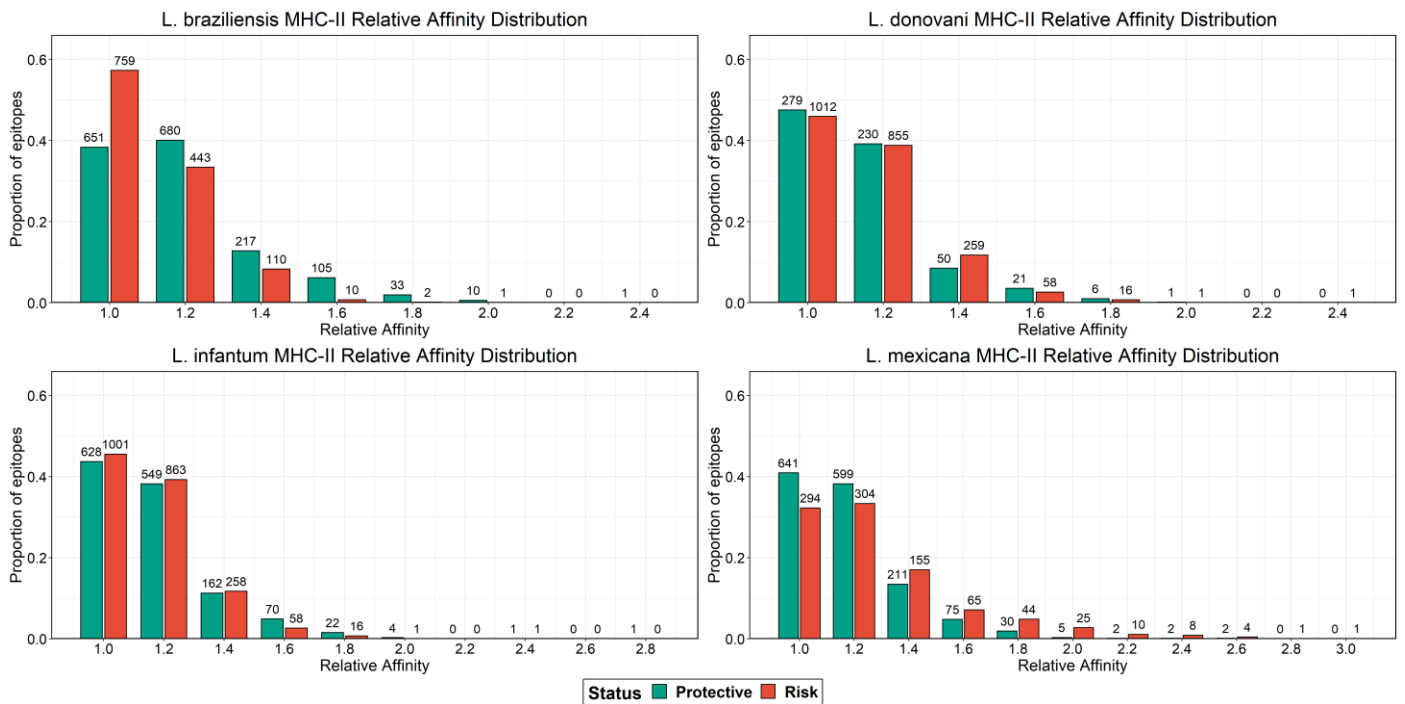 L. braziliensis MHC-II Relative Affinity Distribution
Proportion of epitopes
0.6
0.4
0.2
0.0
651 759 680 443 217 110 105 10 33 2 10 1 0 0 1 0
1.0 1.2 1.4 1.6 1.8 2.0 2.2 2.4
Relative Affinity
L. donovani MHC-II Relative Affinity Distribution
Proportion of epitopes
0.6
0.4
0.2
0.0
279 1012 230 855 50 259 21 58 6 16 1 1 0 0 0 1
1.0 1.2 1.4 1.6 1.8 2.0 2.2 2.4
Relative Affinity
L. infantum MHC-II Relative Affinity Distribution
Proportion of epitopes
0.6
0.4
0.2
0.0
628 1001 549 863 162 258 70 58 22 16 4 1 0 0 1 1 0 0 1 0
1.0 1.2 1.4 1.6 1.8 2.0 2.2 2.4 2.6 2.8
Relative Affinity
L. mexicana MHC-II Relative Affinity Distribution
Proportion of epitopes
0.6
0.4
0.2
0.0
641 294 599 304 211 155 75 65 30 44 5 25 2 10 2 8 2 4 0 1 0 1
1.0 1.2 1.4 1.6 1.8 2.0 2.2 2.4 2.6 2.8 3.0
Relative Affinity
Status Protective Risk